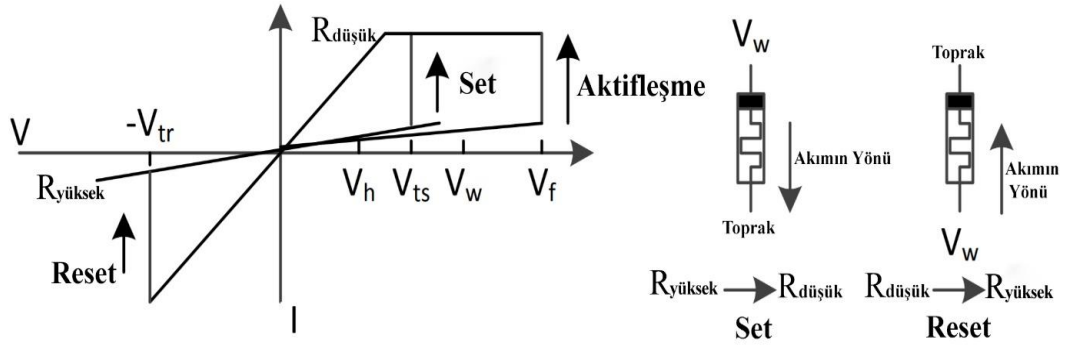 Rdüşük
Set
Aktifleşme
V
-Vtr
Vh
Vts
Vw
Vf
Ryüksek
Reset
I
Vw
Akımın Yönü
Toprak
Ryüksek Rdüşük
Set
Toprak
Akımın
Yönü
Vw
Rdüşük Ryüksek
Reset